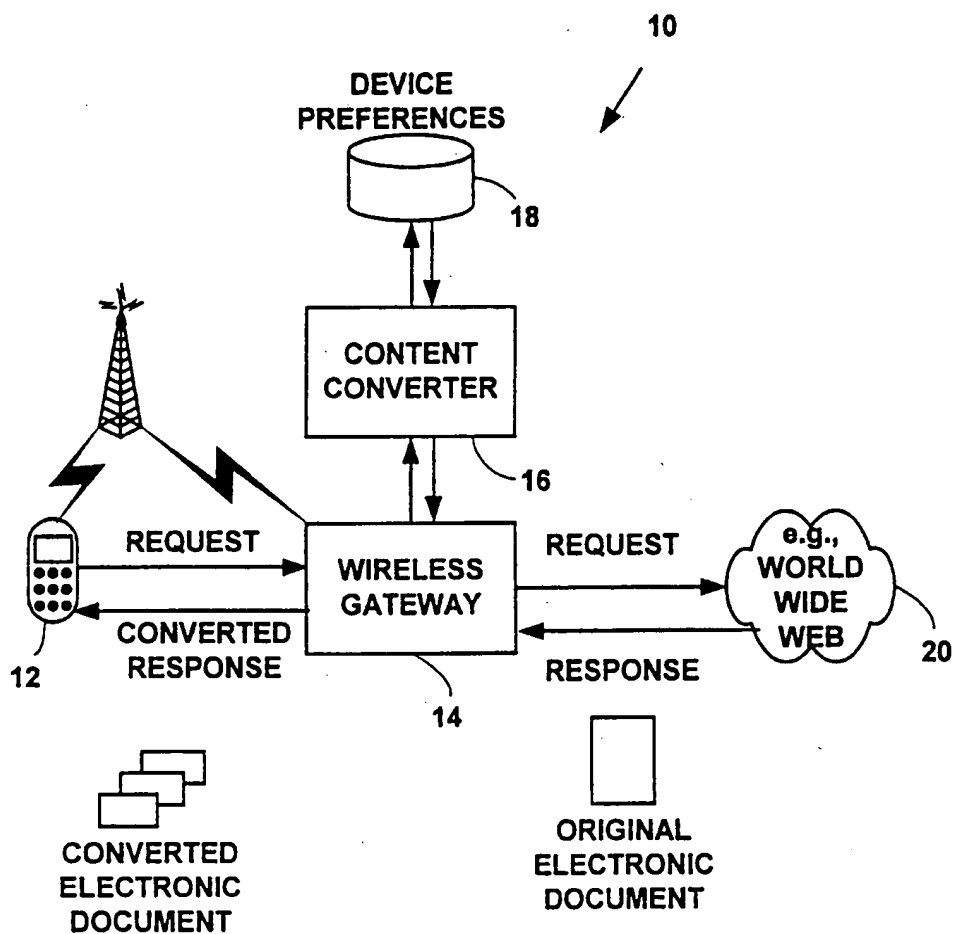 10
DEVICE
PREFERENCES
18
CONTENT
CONVERTER
16
REQUEST
WIRELESS
GATEWAY
REQUEST
e.g.,
WORLD
WIDE
WEB
CONVERTED
RESPONSE
RESPONSE
12
14
20
CONVERTED
ELECTRONIC
DOCUMENT
ORIGINAL
ELECTRONIC
DOCUMENT